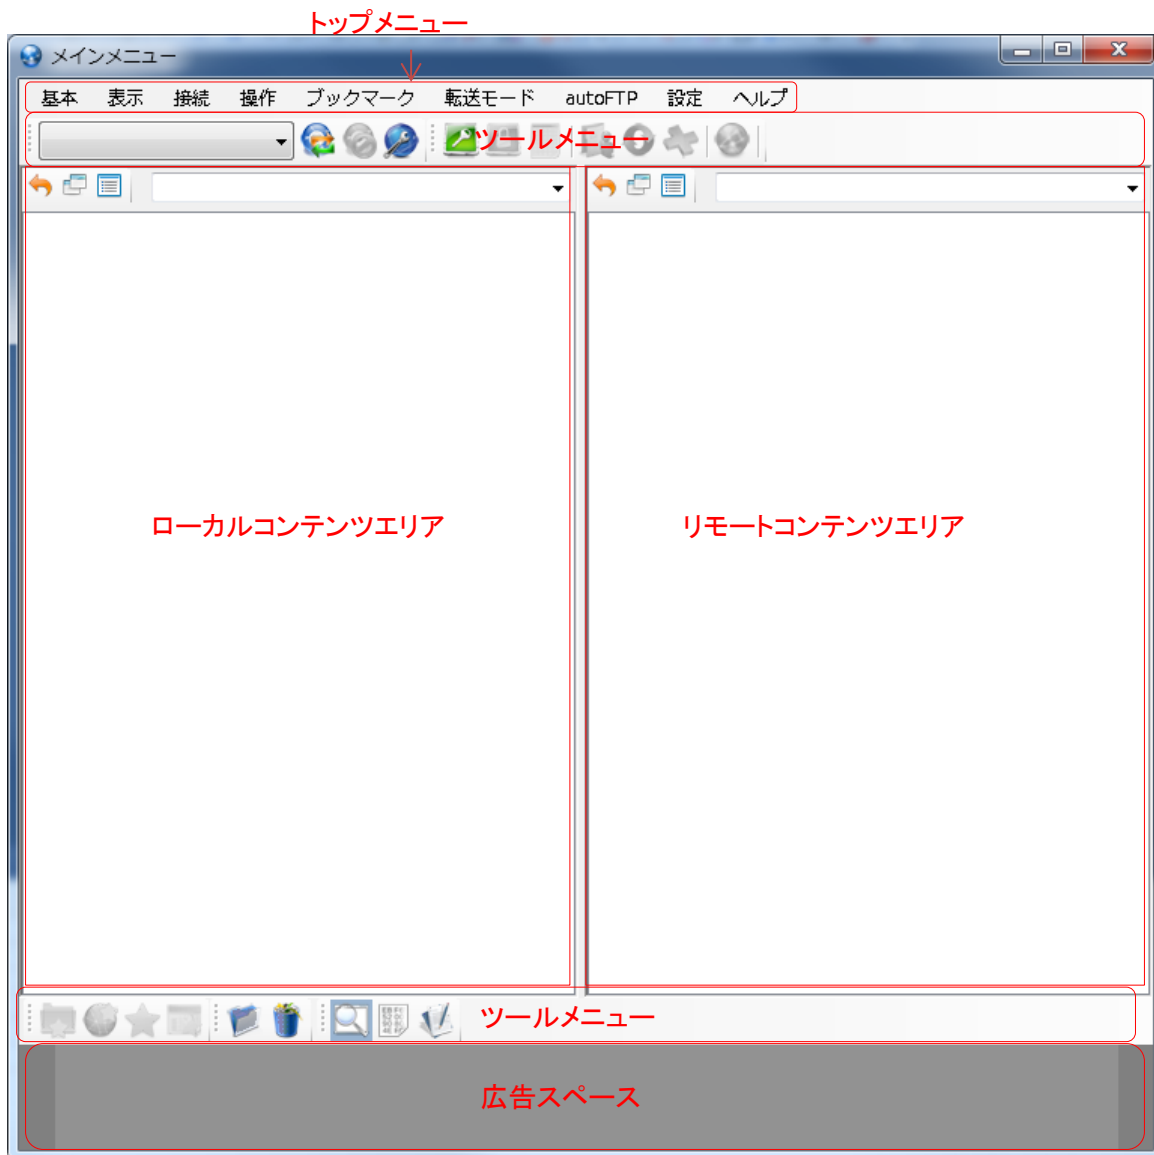 トップメニュー
メインメニュー
基本 表示 接続 操作 ブックマーク 転送モード autoFTP 設定 ヘルプ
ツールメニュー
ローカルコンテンツエリア
リモートコンテンツエリア
ツールメニュー
広告スペース